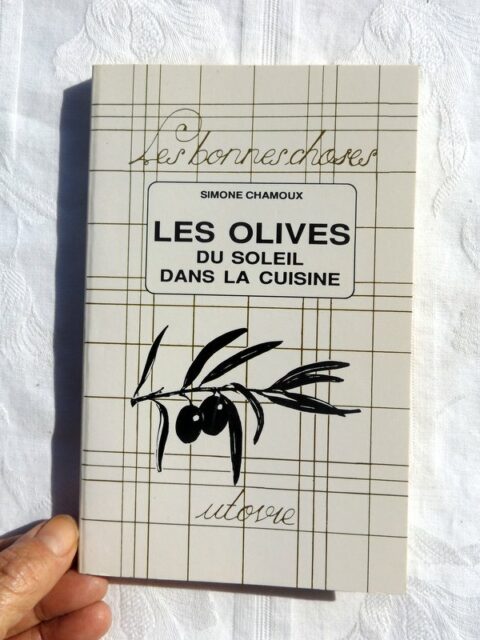 Les bonnes choses
SIMONE CHAMOUX
LES OLIVES
DU SOLEIL
DANS LA CUISINE
utovie